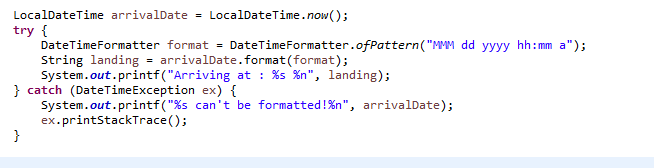 LocalDateTime arrivalDate = LocalDateTime.now();
try {
    DateTimeFormatter format = DateTimeFormatter.ofPattern("MMM dd yyyy hh:mm a");
    String landing = arrivalDate.format(format);
    System.out.printf("Arriving at : %s %n", landing);
} catch (DateTimeException ex) {
    System.out.printf("%s can't be formatted!%n", arrivalDate);
    ex.printStackTrace();
}